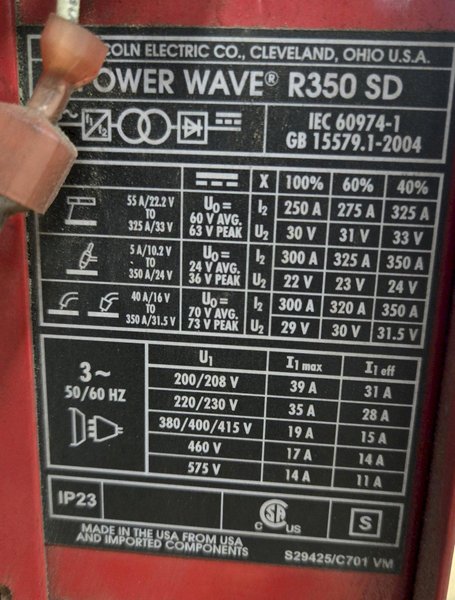 COLN ELECTRIC CO., CLEVELAND, OHIO U.S.A.
POWER WAVE® R350 SD
~ f1 f2 IEC 60974-1
GB 15579.1-2004
X 100% 60% 40%
55 A/22.2 V TO 325 A/33 V U0= 60 V AVG. 63 V PEAK I2 250 A 275 A 325 A
U2 30 V 31 V 33 V
5 A/10.2 V TO 350 A/24 V U0= 24 V AVG. 36 V PEAK I2 300 A 325 A 350 A
U2 22 V 23 V 24 V
40 A/16 V TO 350 A/31.5 V U0= 70 V AVG. 73 V PEAK I2 300 A 320 A 350 A
U2 29 V 30 V 31.5 V
3~ 50/60 HZ
U1 I1 max I1 eff
200/208 V 39 A 31 A
220/230 V 35 A 28 A
380/400/415 V 19 A 15 A
460 V 17 A 14 A
575 V 14 A 11 A
IP23 C SA US S
MADE IN THE USA FROM USA
AND IMPORTED COMPONENTS S29425/C701 VM